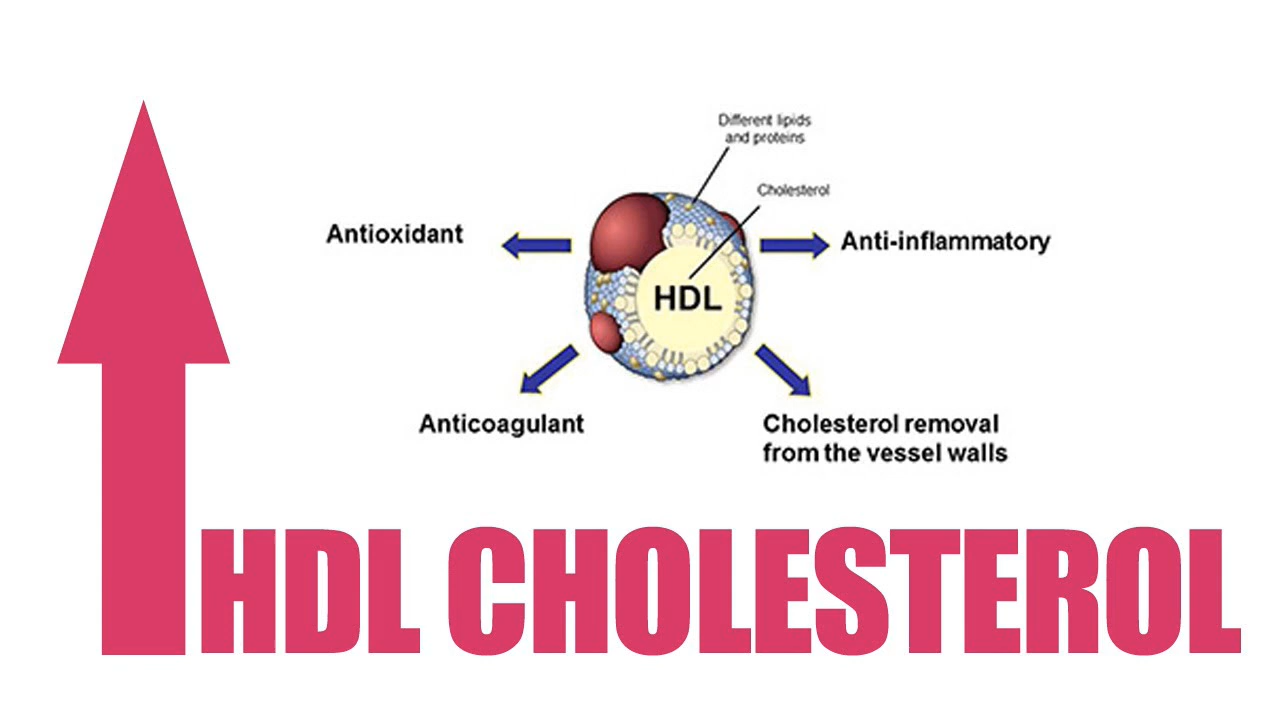 Different lipids
and proteins
Cholesterol
Antioxidant
Anti-inflammatory
HDL
Anticoagulant
Cholesterol removal
from the vessel walls
HDL CHOLESTEROL